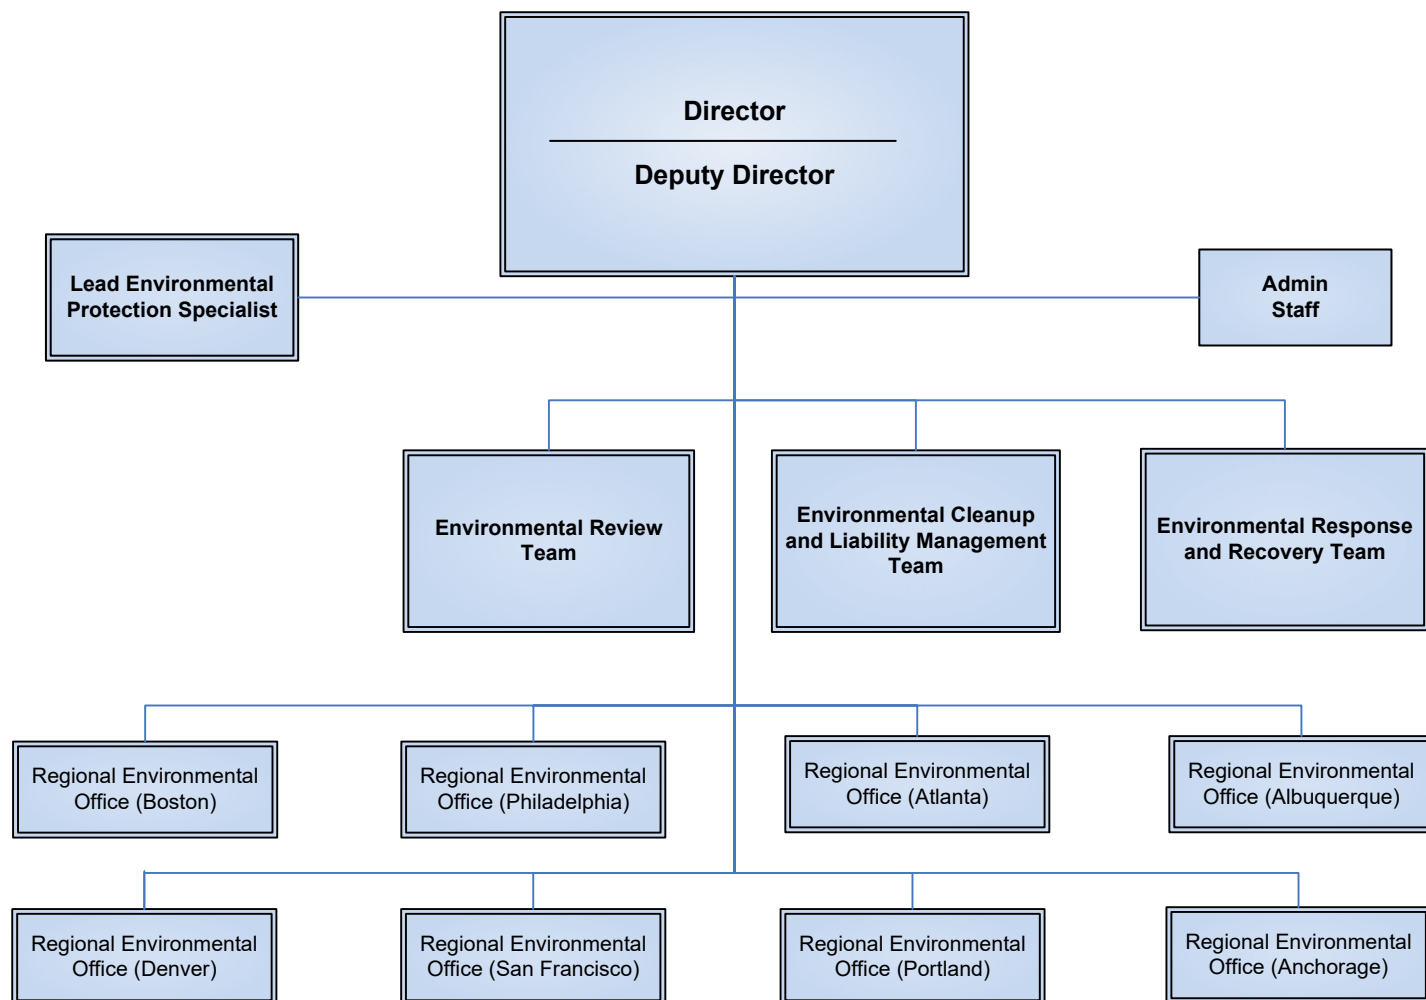 Director
Deputy Director
Lead Environmental
Protection Specialist
Admin
Staff
Environmental Review
Team
Environmental Cleanup
and Liability Management
Team
Environmental Response
and Recovery Team
Regional Environmental
Office (Boston)
Regional Environmental
Office (Philadelphia)
Regional Environmental
Office (Atlanta)
Regional Environmental
Office (Albuquerque)
Regional Environmental
Office (Denver)
Regional Environmental
Office (San Francisco)
Regional Environmental
Office (Portland)
Regional Environmental
Office (Anchorage)